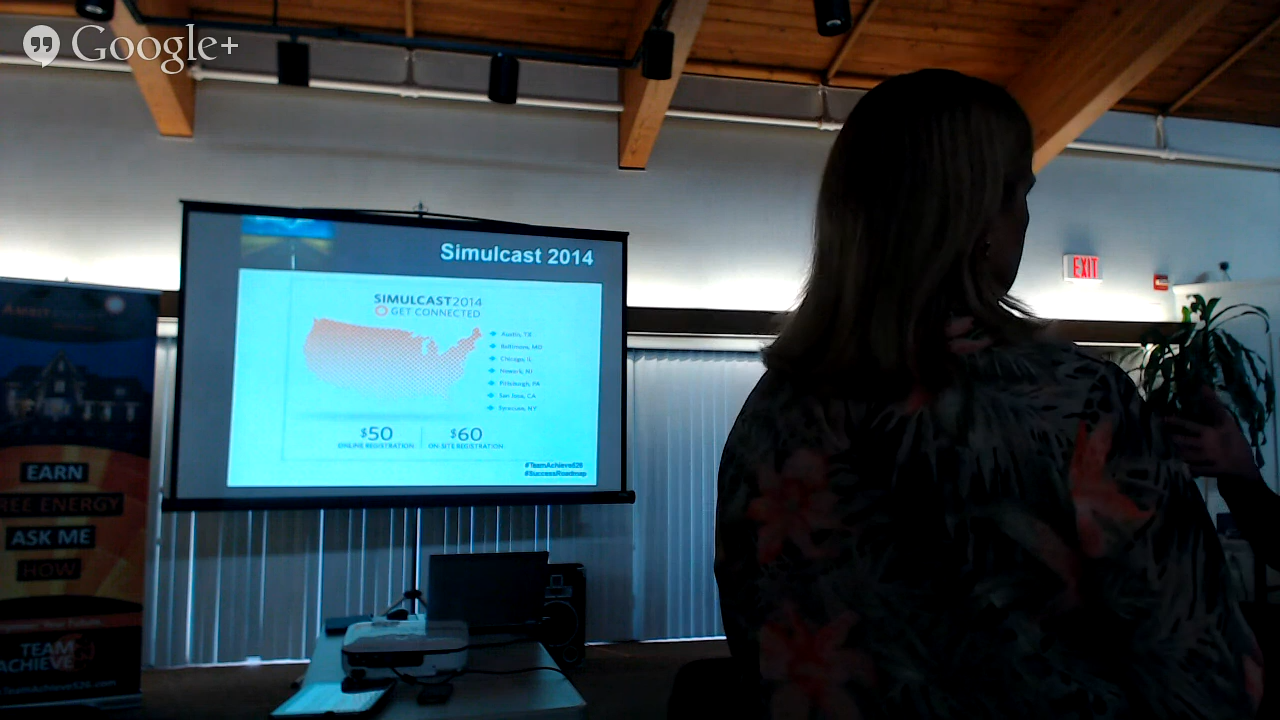 Google+
Simulcast 2014
SIMULCAST2014
GET CONNECTED
Austin, TX
Baltimore, MD
Chicago, IL
Newark, NJ
Pittsburgh, PA
San Jose, CA
Syracuse, NY
$50
ONLINE REGISTRATION
$60
ON-SITE REGISTRATION
#TeamAchieve526
#SuccessRoadmap
EXIT
EARN
REE ENERGY
ASK ME
HOW
TEAM
ACHIEVE